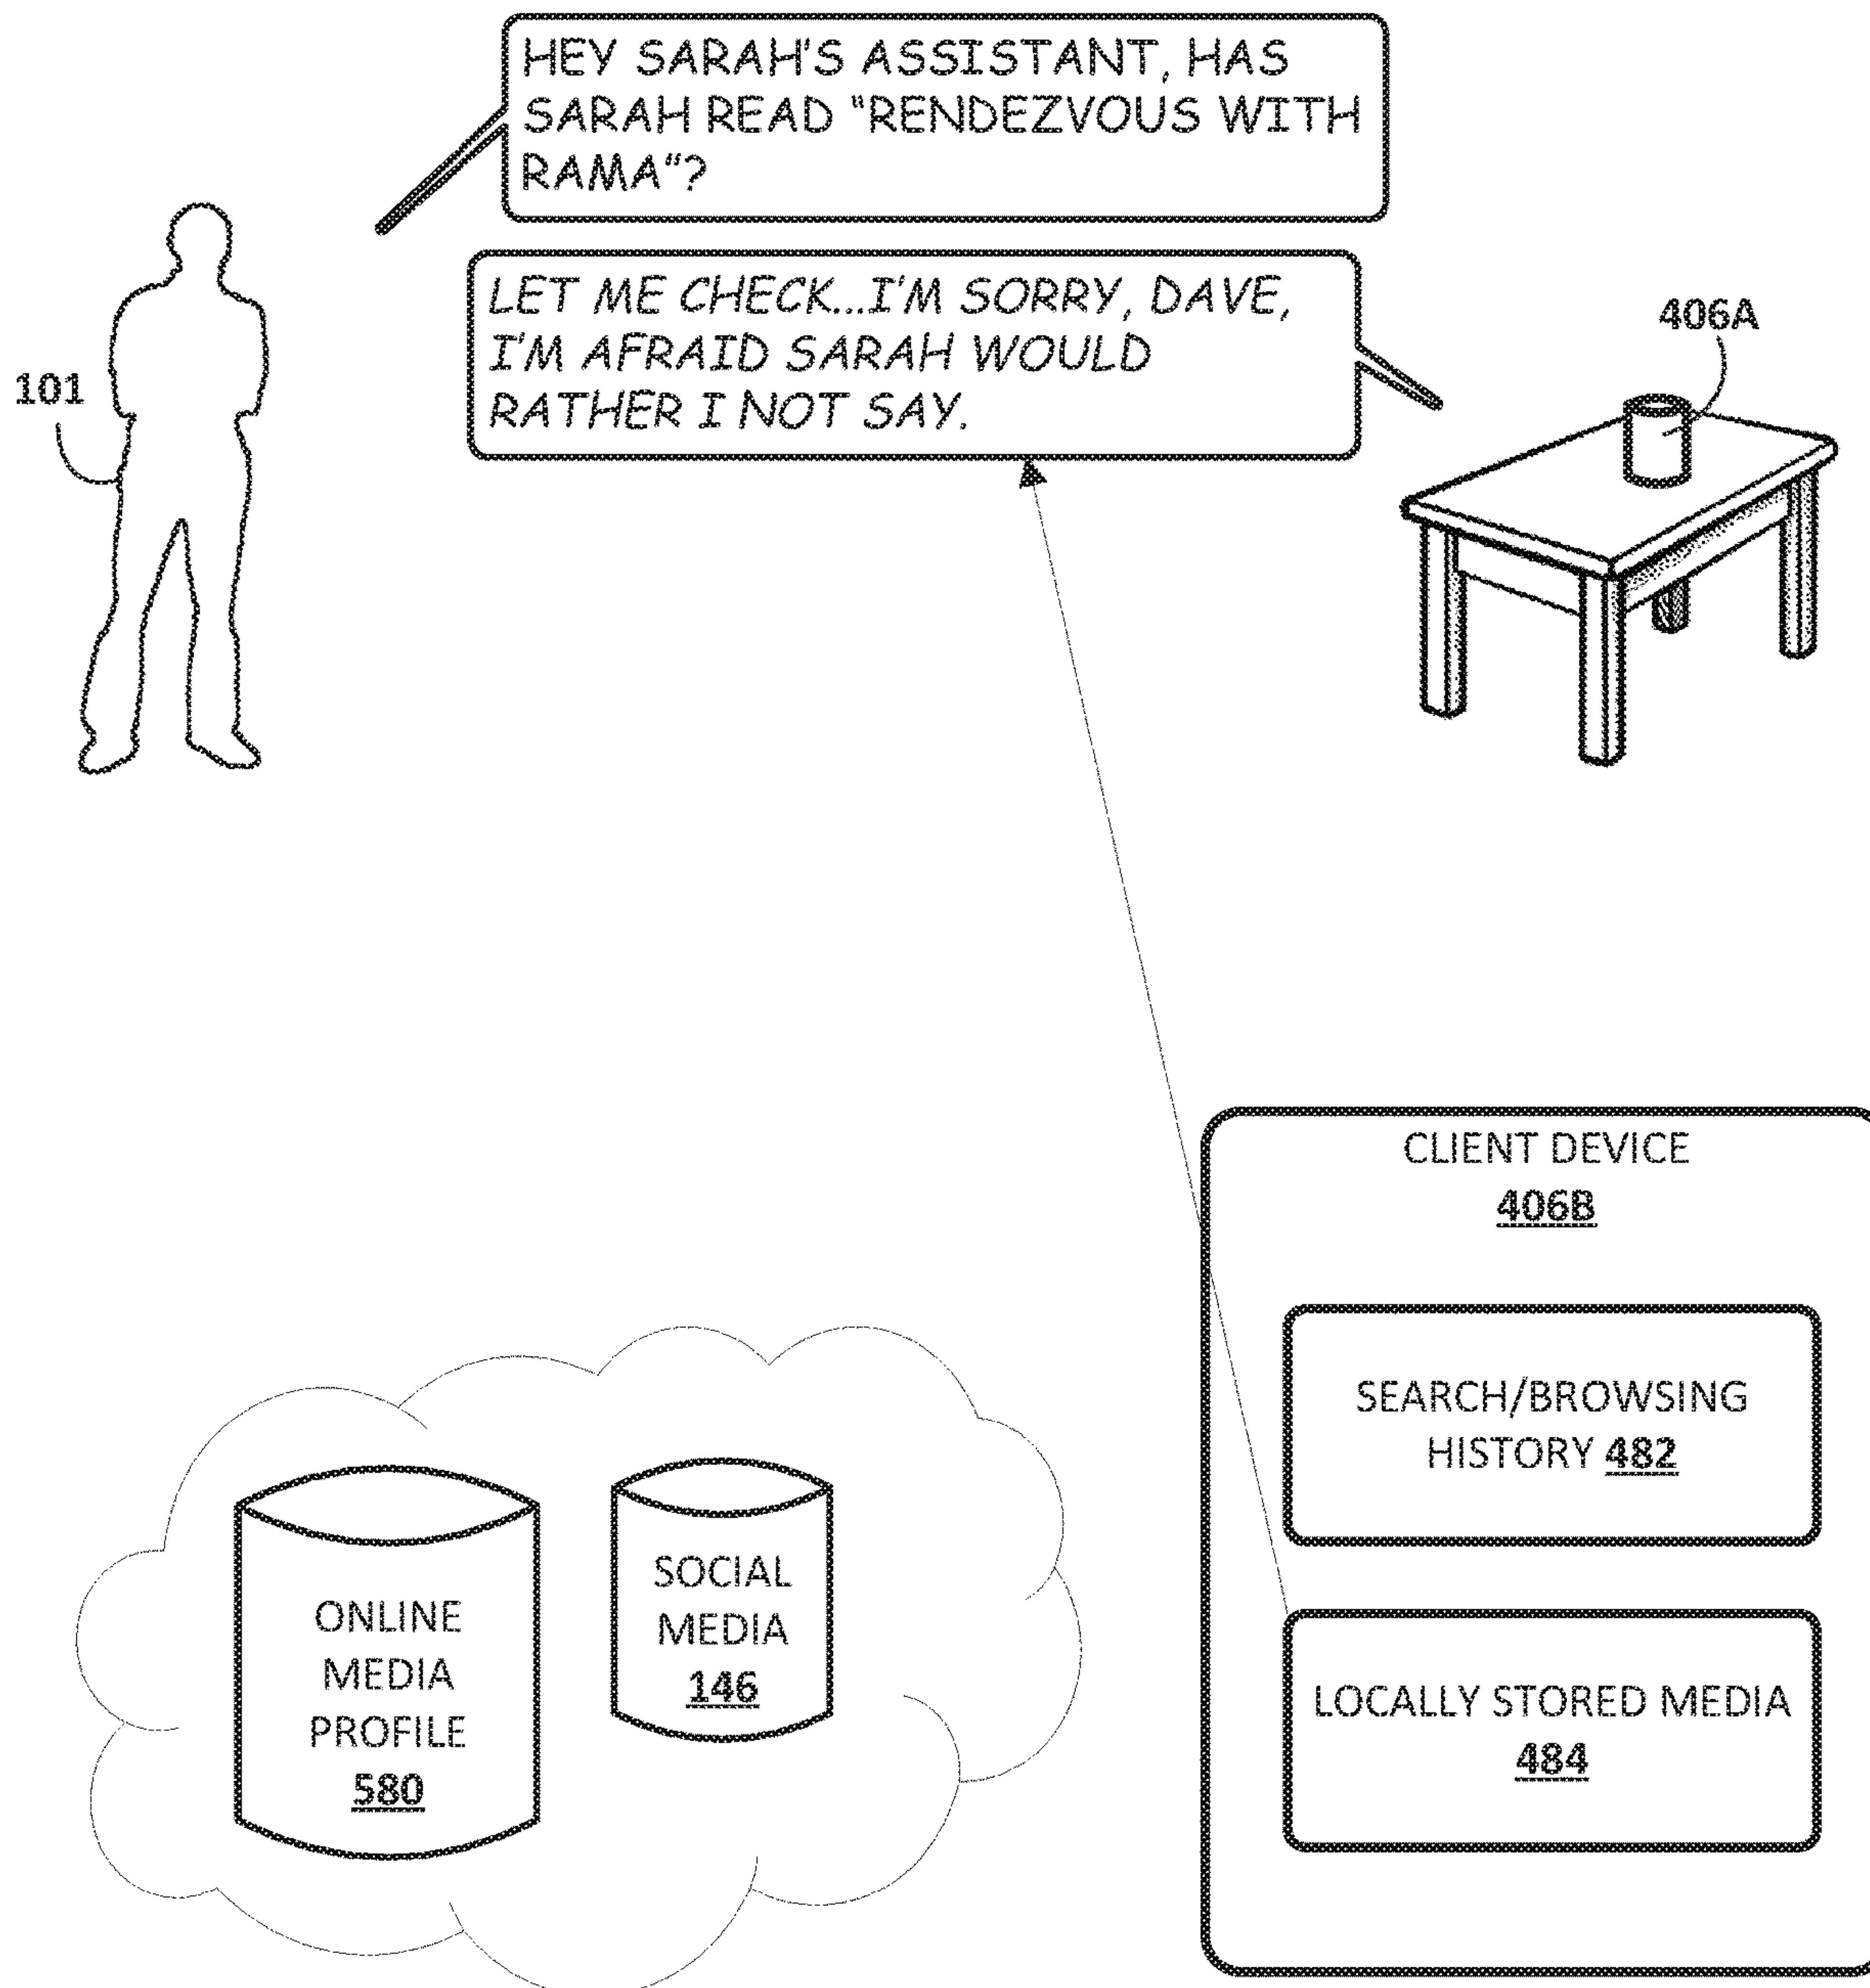 HEY SARAH'S ASSISTANT, HAS
SARAH READ "RENDEZVOUS WITH
RAMA"?
LET ME CHECK...I'M SORRY, DAVE,
I'M AFRAID SARAH WOULD
RATHER I NOT SAY.
406A
101
CLIENT DEVICE
406B
SEARCH/BROWSING
HISTORY 482
LOCALLY STORED MEDIA
484
ONLINE
MEDIA
PROFILE
580
SOCIAL
MEDIA
146